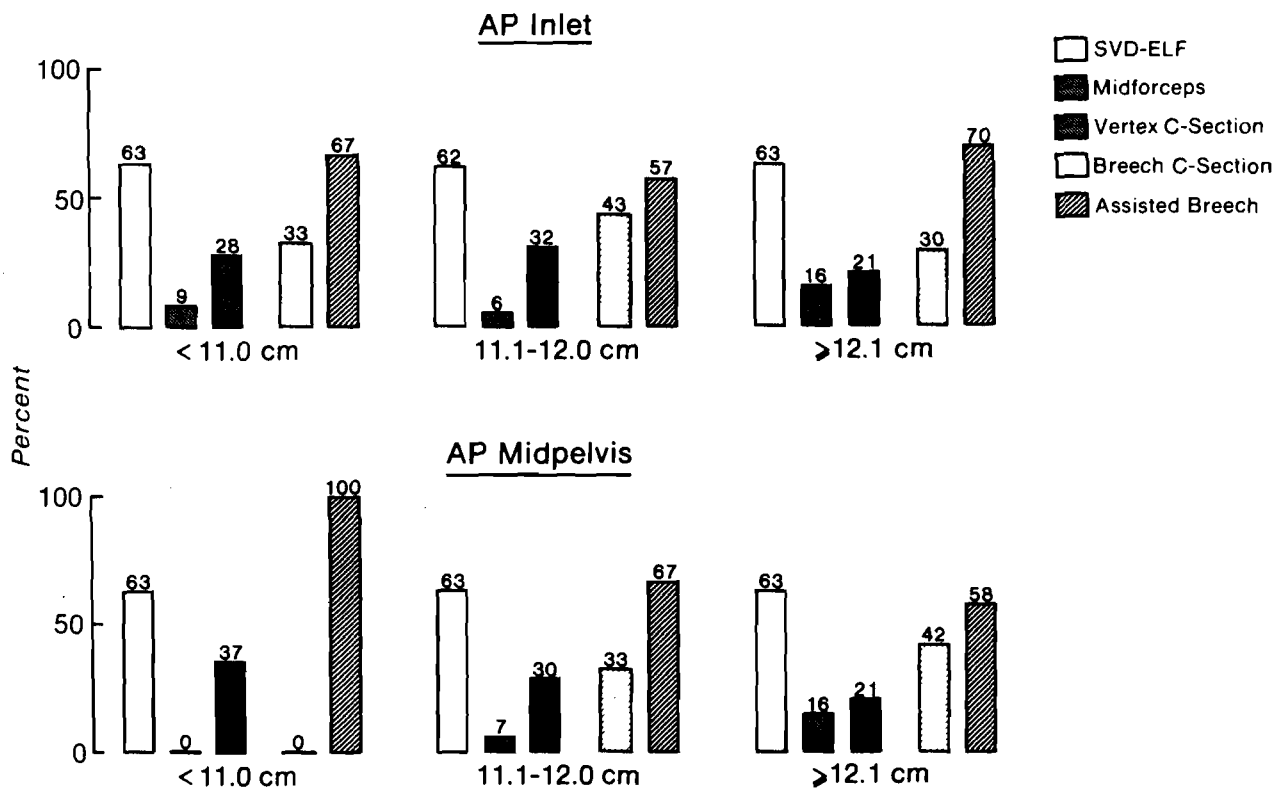 AP Inlet
SVD-ELF
Midforceps
Vertex C-Section
Breech C-Section
Assisted Breech
100
50
0
63 9 28 33 67
62 6 32 43 57
63 16 21 30 70
< 11.0 cm 11.1-12.0 cm ⩾12.1 cm
Percent
AP Midpelvis
100
50
0
63 0 37 0 100
63 7 30 33 67
63 16 21 42 58
< 11.0 cm 11.1-12.0 cm ⩾12.1 cm